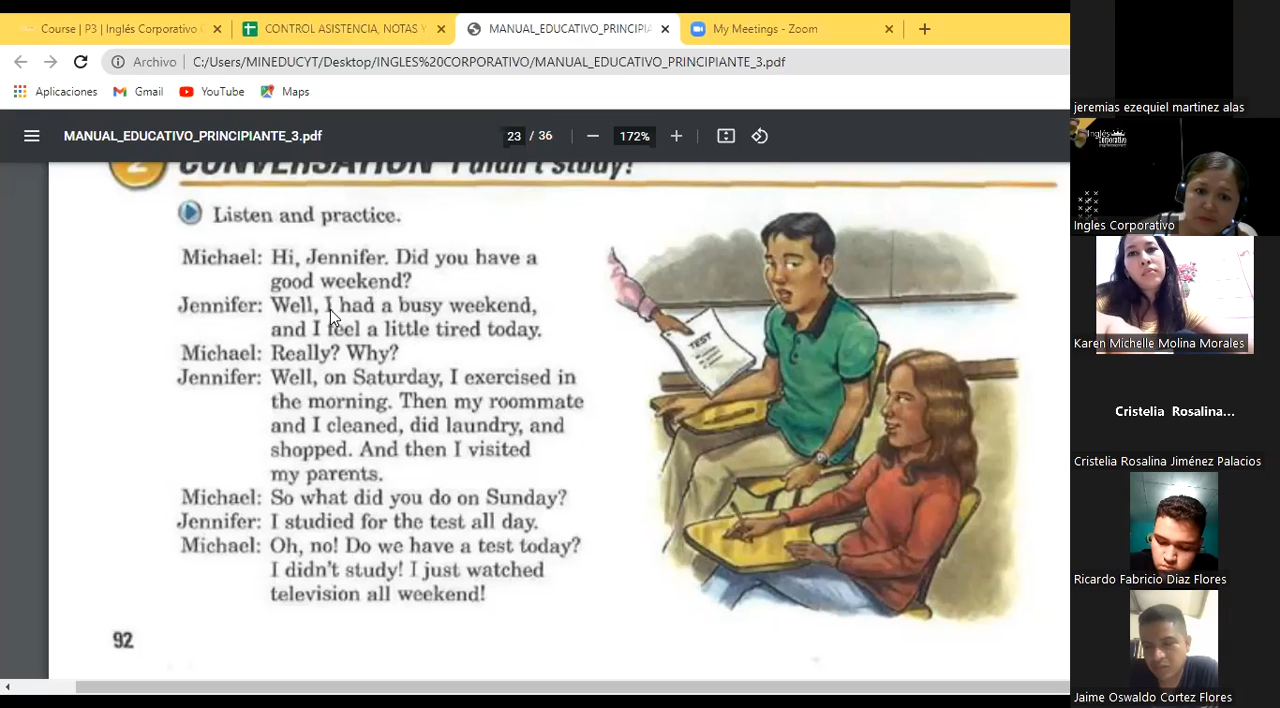 Course | P3 | Inglés Corporativo
CONTROL ASISTENCIA, NOTAS Y
MANUAL_EDUCATIVO_PRINCIPIA
My Meetings - Zoom
Archivo
C:/Users/MINEDUCYT/Desktop/INGLES%20CORPORATIVO/MANUAL_EDUCATIVO_PRINCIPIANTE_3.pdf
Aplicaciones
Gmail
YouTube
Maps
MANUAL_EDUCATIVO_PRINCIPIANTE_3.pdf
23 / 36
172%
2 CONVERSATION I didn't study!
Listen and practice.
Michael: Hi, Jennifer. Did you have a
good weekend?
Jennifer: Well, I had a busy weekend,
and I feel a little tired today.
Michael: Really? Why?
Jennifer: Well, on Saturday, I exercised in
the morning. Then my roommate
and I cleaned, did laundry, and
shopped. And then I visited
my parents.
Michael: So what did you do on Sunday?
Jennifer: I studied for the test all day.
Michael: Oh, no! Do we have a test today?
I didn't study! I just watched
television all weekend!
TEST
92
jeremias ezequiel martinez alas
Inglés
Corporativo
Ingles Corporativo
Karen Michelle Molina Morales
Cristelia Rosalina...
Cristelia Rosalina Jiménez Palacios
Ricardo Fabricio Diaz Flores
Jaime Oswaldo Cortez Flores